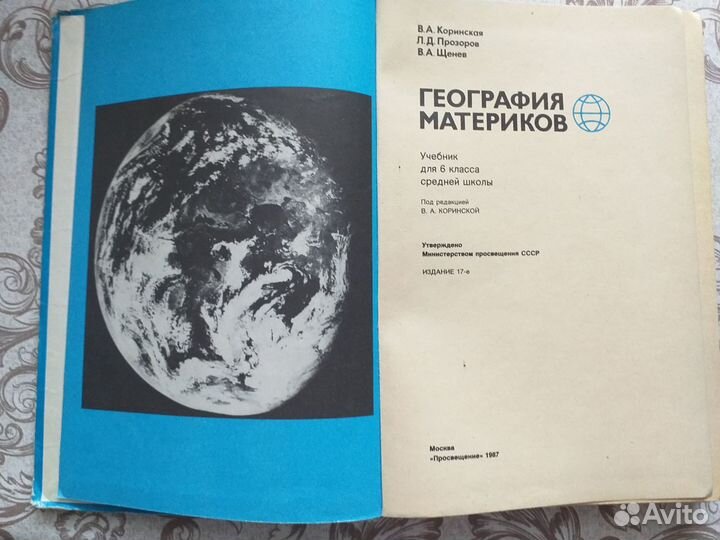 В.А. Коринская
Л.Д. Прозоров
В.А. Щенев
ГЕОГРАФИЯ
МАТЕРИКОВ
Учебник
для 6 класса
средней школы
Под редакцией
В. А. КОРИНСКОЙ
Утверждено
Министерством просвещения СССР
ИЗДАНИЕ 17-е
Москва
«Просвещение» 1987
Avito